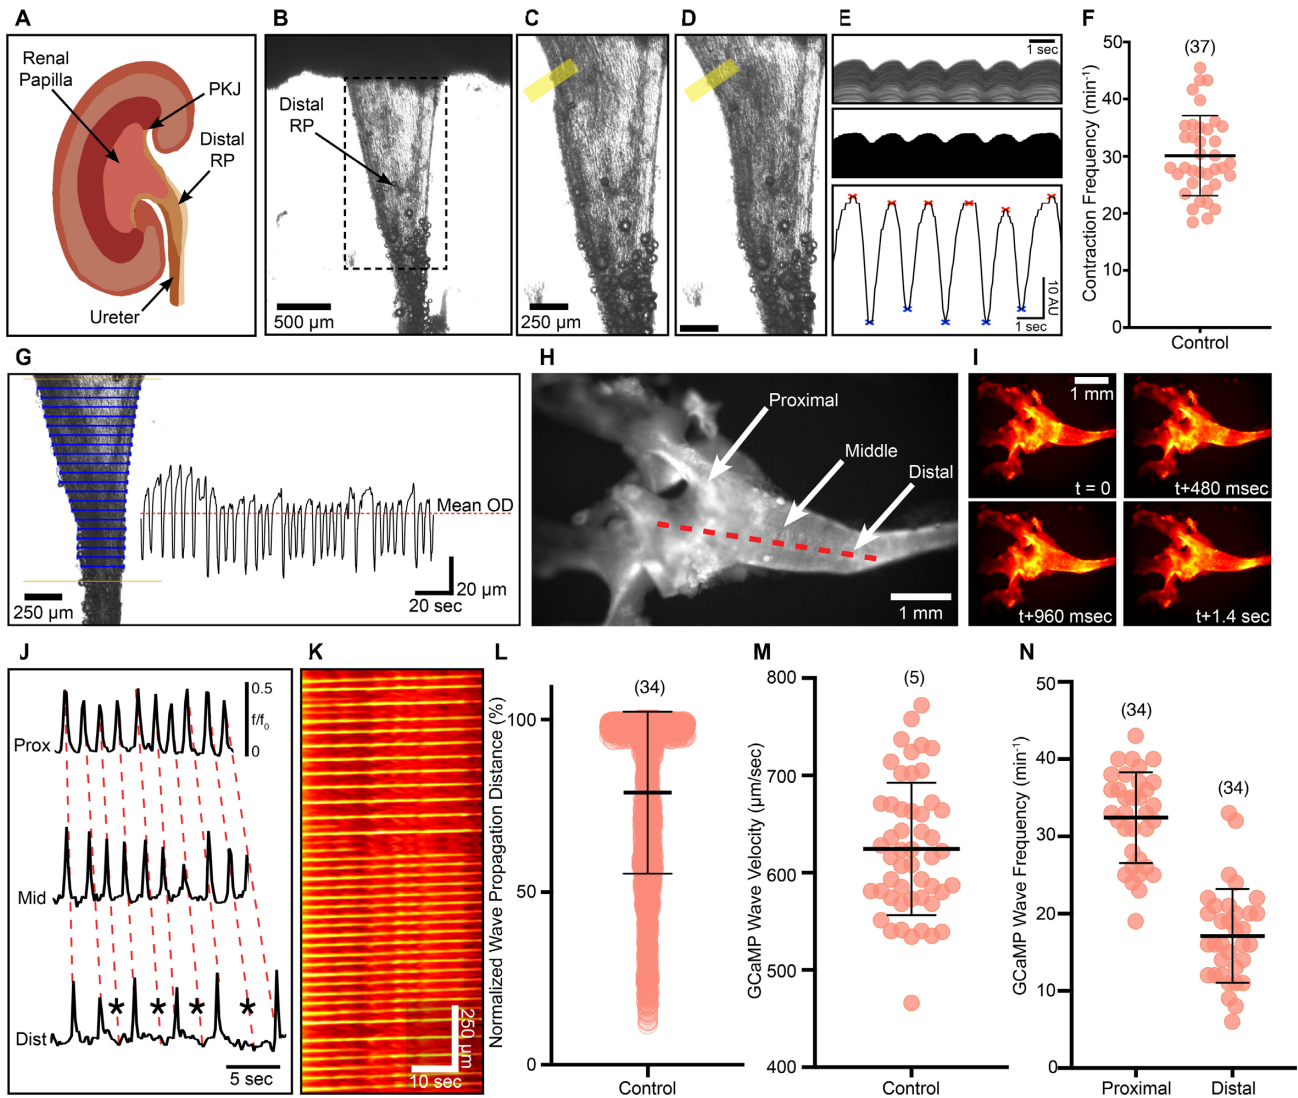 A
Renal
Papilla
PKJ
Distal
RP
Ureter
B
Distal
RP
500 µm
C
250 µm
D
E
1 sec
10 AU
1 sec
F
Contraction Frequency (min-1)
50
40
30
20
10
0
(37)
Control
G
Mean OD
250 µm
20 µm
20 sec
H
Proximal
Middle
Distal
1 mm
I
1 mm
t = 0
t+480 msec
t+960 msec
t+1.4 sec
J
0.5
f/f0
0
Prox
Mid
Dist
* * * *
5 sec
K
250 µm
10 sec
L
Normalized Wave Propagation Distance (%)
100
50
0
(34)
Control
M
GCaMP Wave Velocity (µm/sec)
800
700
600
500
400
(5)
Control
N
GCaMP Wave Frequency (min-1)
50
40
30
20
10
0
(34)
(34)
Proximal
Distal